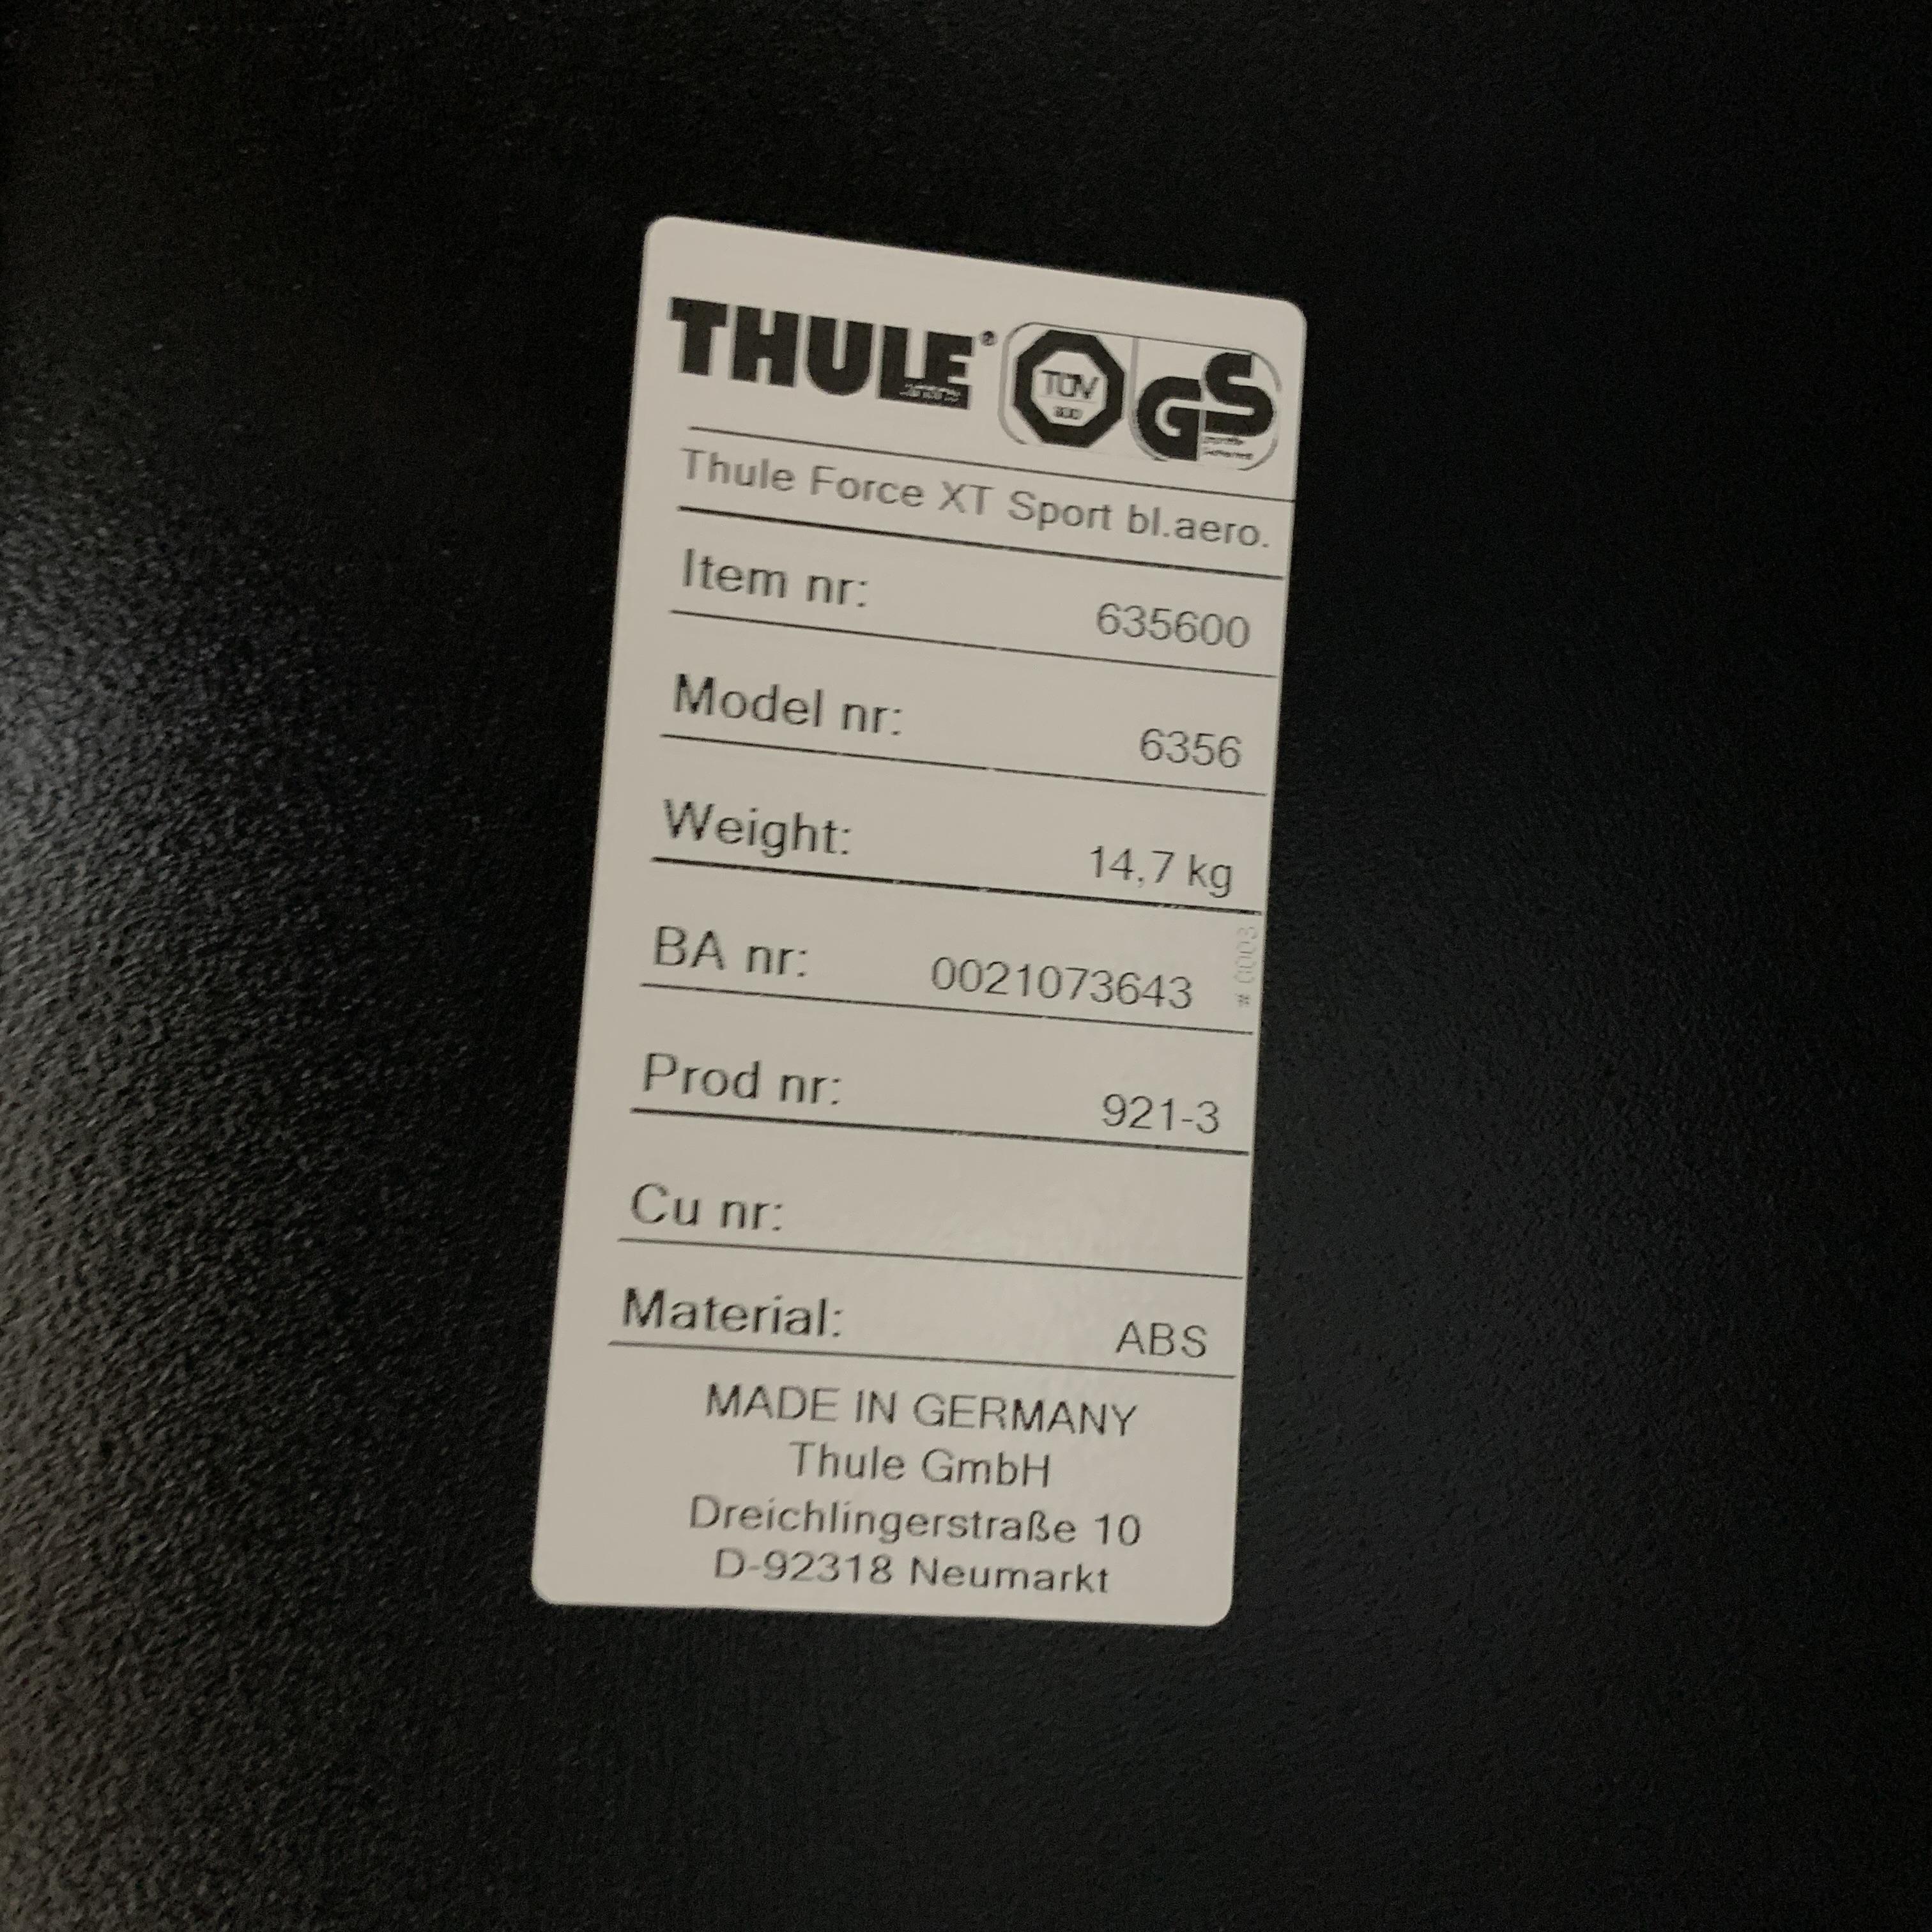 THULE®
TÜV
SÜD
GS
Thule Force XT Sport bl.aero.
Item nr: 635600
Model nr: 6356
Weight: 14,7 kg
BA nr: 0021073643
# 0003
Prod nr: 921-3
Cu nr:
Material: ABS
MADE IN GERMANY
Thule GmbH
Dreichlingerstraße 10
D-92318 Neumarkt